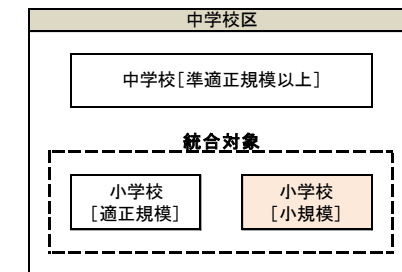 中学校区
中学校[準適正規模以上]
統合対象
小学校
[適正規模]
小学校
[小規模]